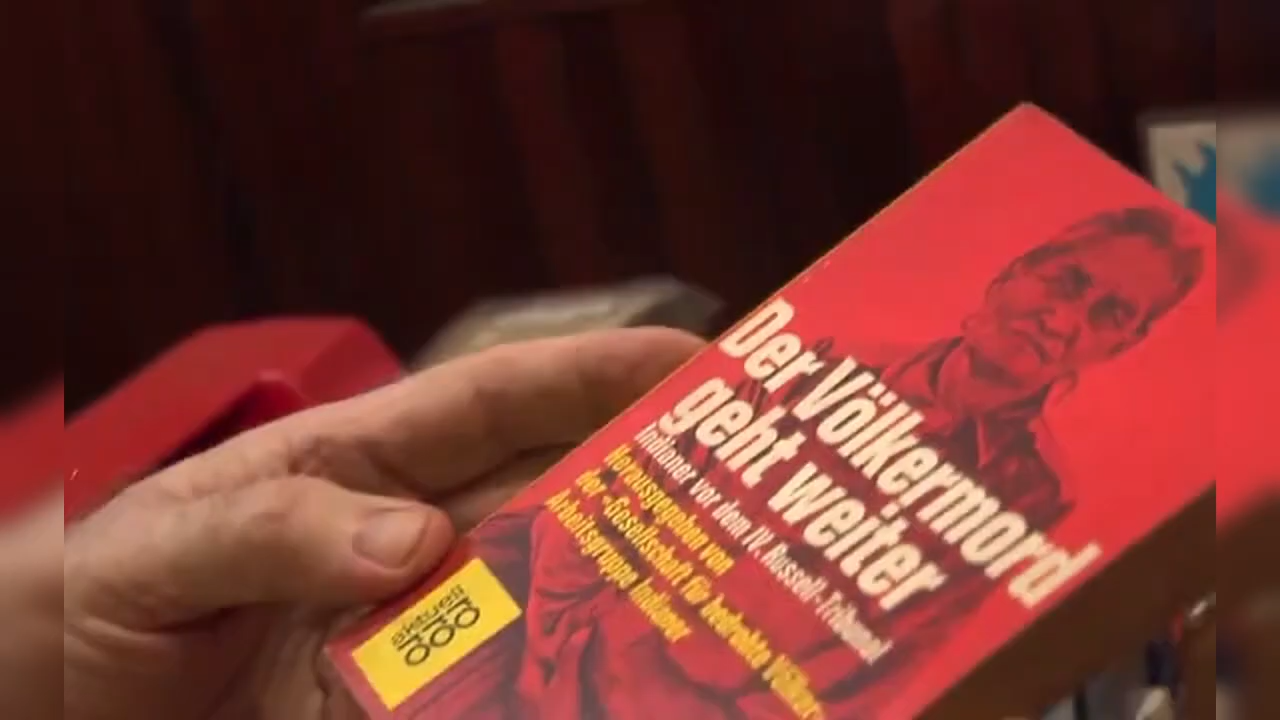 Der Völkermord
geht weiter
Indianer vor dem IV. Russell-Tribunal
Herausgegeben von
der «Gesellschaft für bedrohte Völker»
Arbeitsgruppe Indianer
aktuell
rororo